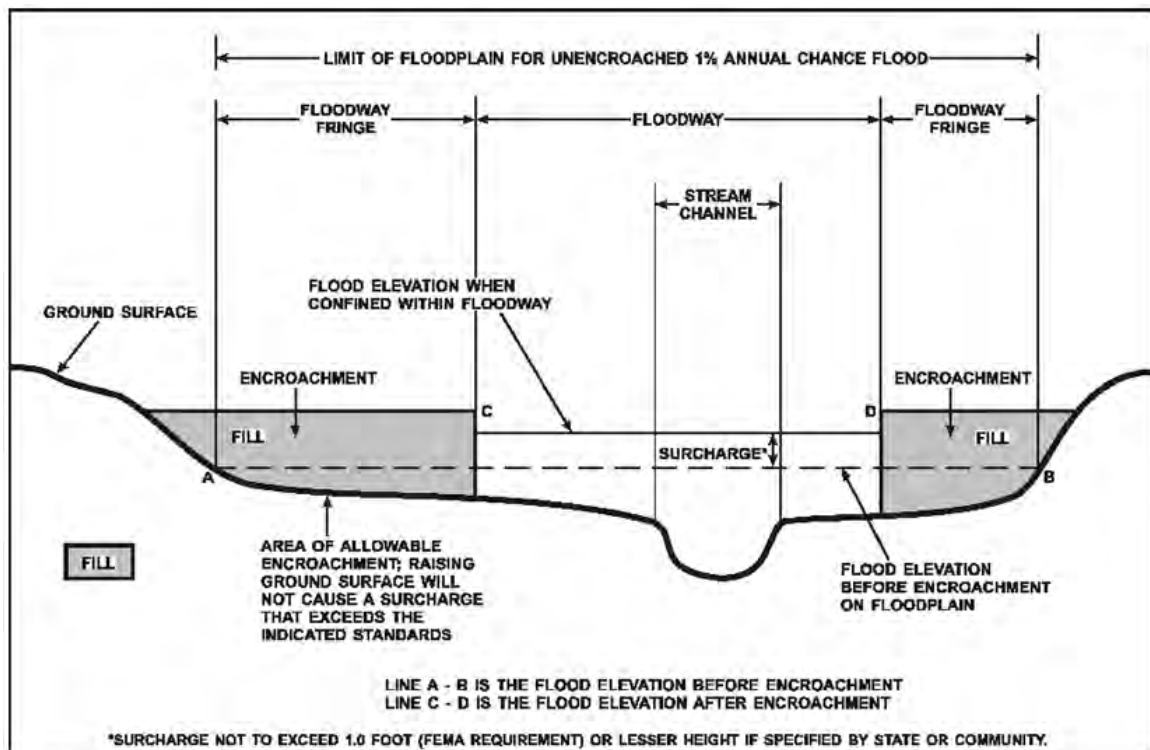 LIMIT OF FLOODPLAIN FOR UNENCROACHED 1% ANNUAL CHANCE FLOOD
FLOODWAY
FRINGE
FLOODWAY
FLOODWAY
FRINGE
STREAM
CHANNEL
FLOOD ELEVATION WHEN
CONFINED WITHIN FLOODWAY
GROUND SURFACE
ENCROACHMENT
ENCROACHMENT
C
D
FILL
FILL
SURCHARGE*
A
B
AREA OF ALLOWABLE
ENCROACHMENT; RAISING
GROUND SURFACE WILL
NOT CAUSE A SURCHARGE
THAT EXCEEDS THE
INDICATED STANDARDS
FILL
FLOOD ELEVATION
BEFORE ENCROACHMENT
ON FLOODPLAIN
LINE A - B IS THE FLOOD ELEVATION BEFORE ENCROACHMENT
LINE C - D IS THE FLOOD ELEVATION AFTER ENCROACHMENT
*SURCHARGE NOT TO EXCEED 1.0 FOOT (FEMA REQUIREMENT) OR LESSER HEIGHT IF SPECIFIED BY STATE OR COMMUNITY.